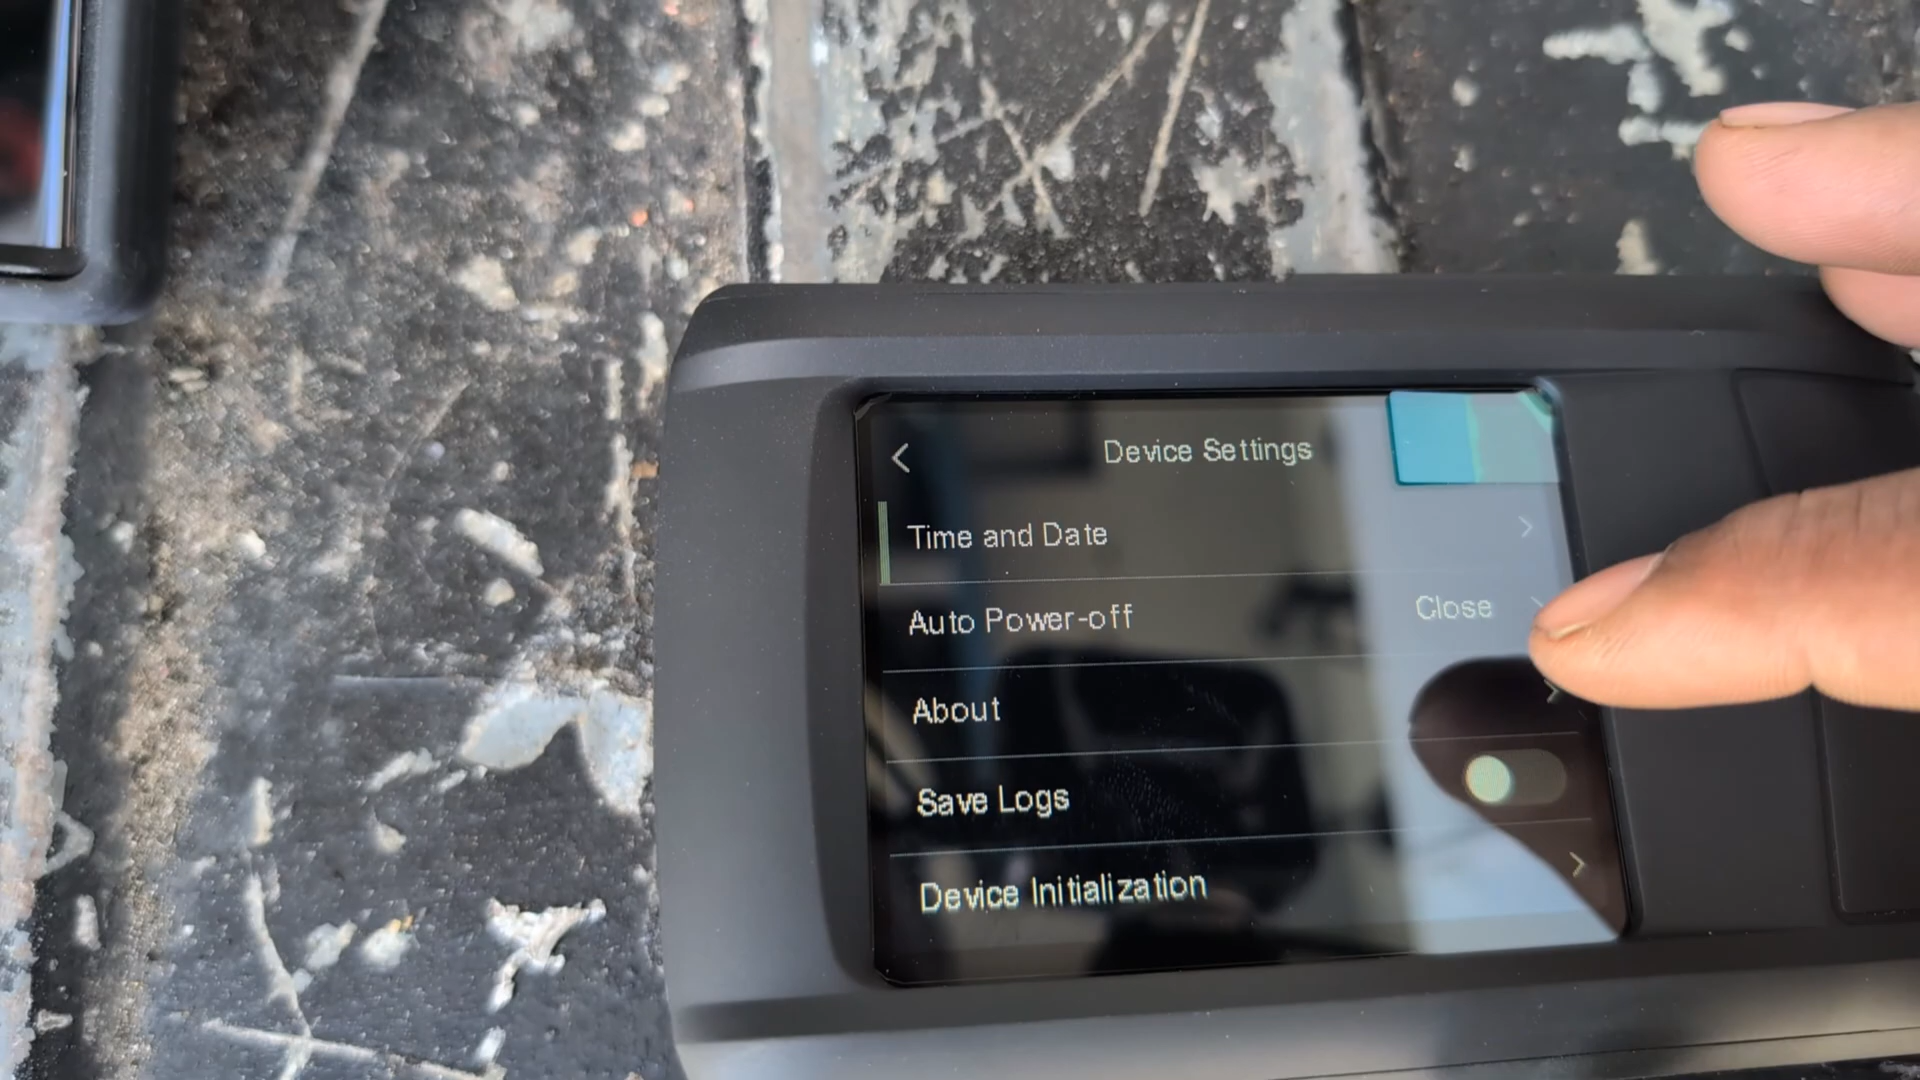 Device Settings
Time and Date
Auto Power-off Close
About
Save Logs
Device Initialization